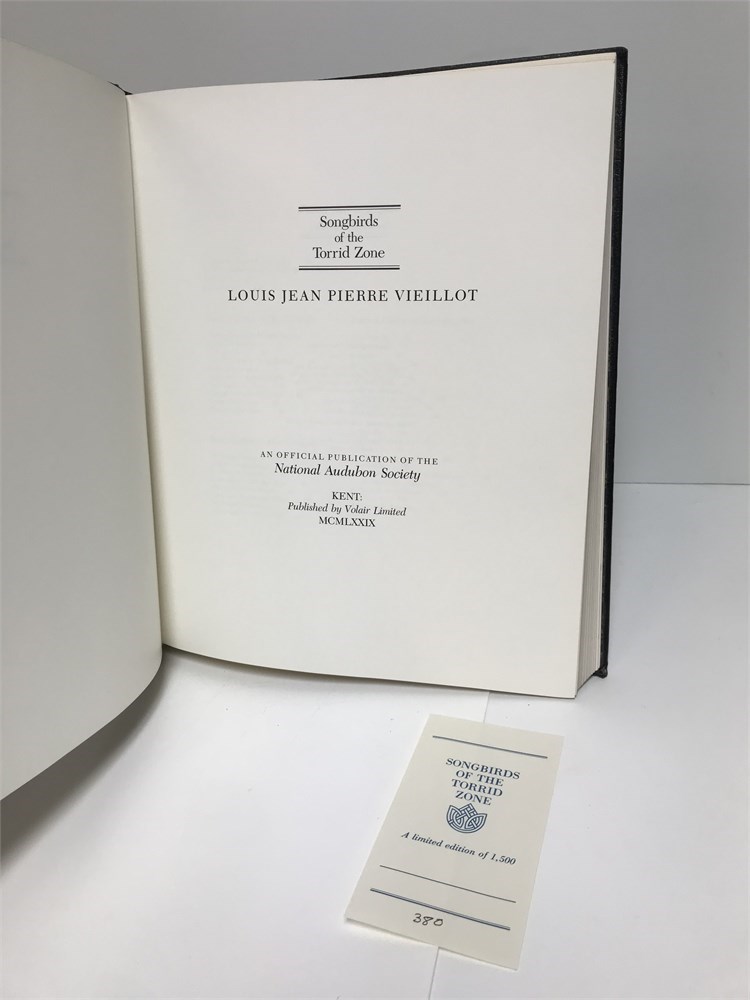 Songbirds
of the
Torrid Zone
LOUIS JEAN PIERRE VIEILLOT
AN OFFICIAL PUBLICATION OF THE
National Audubon Society
KENT:
Published by Volair Limited
MCMLXXIX
SONGBIRDS
OF THE
TORRID
ZONE
A limited edition of 1,500
380